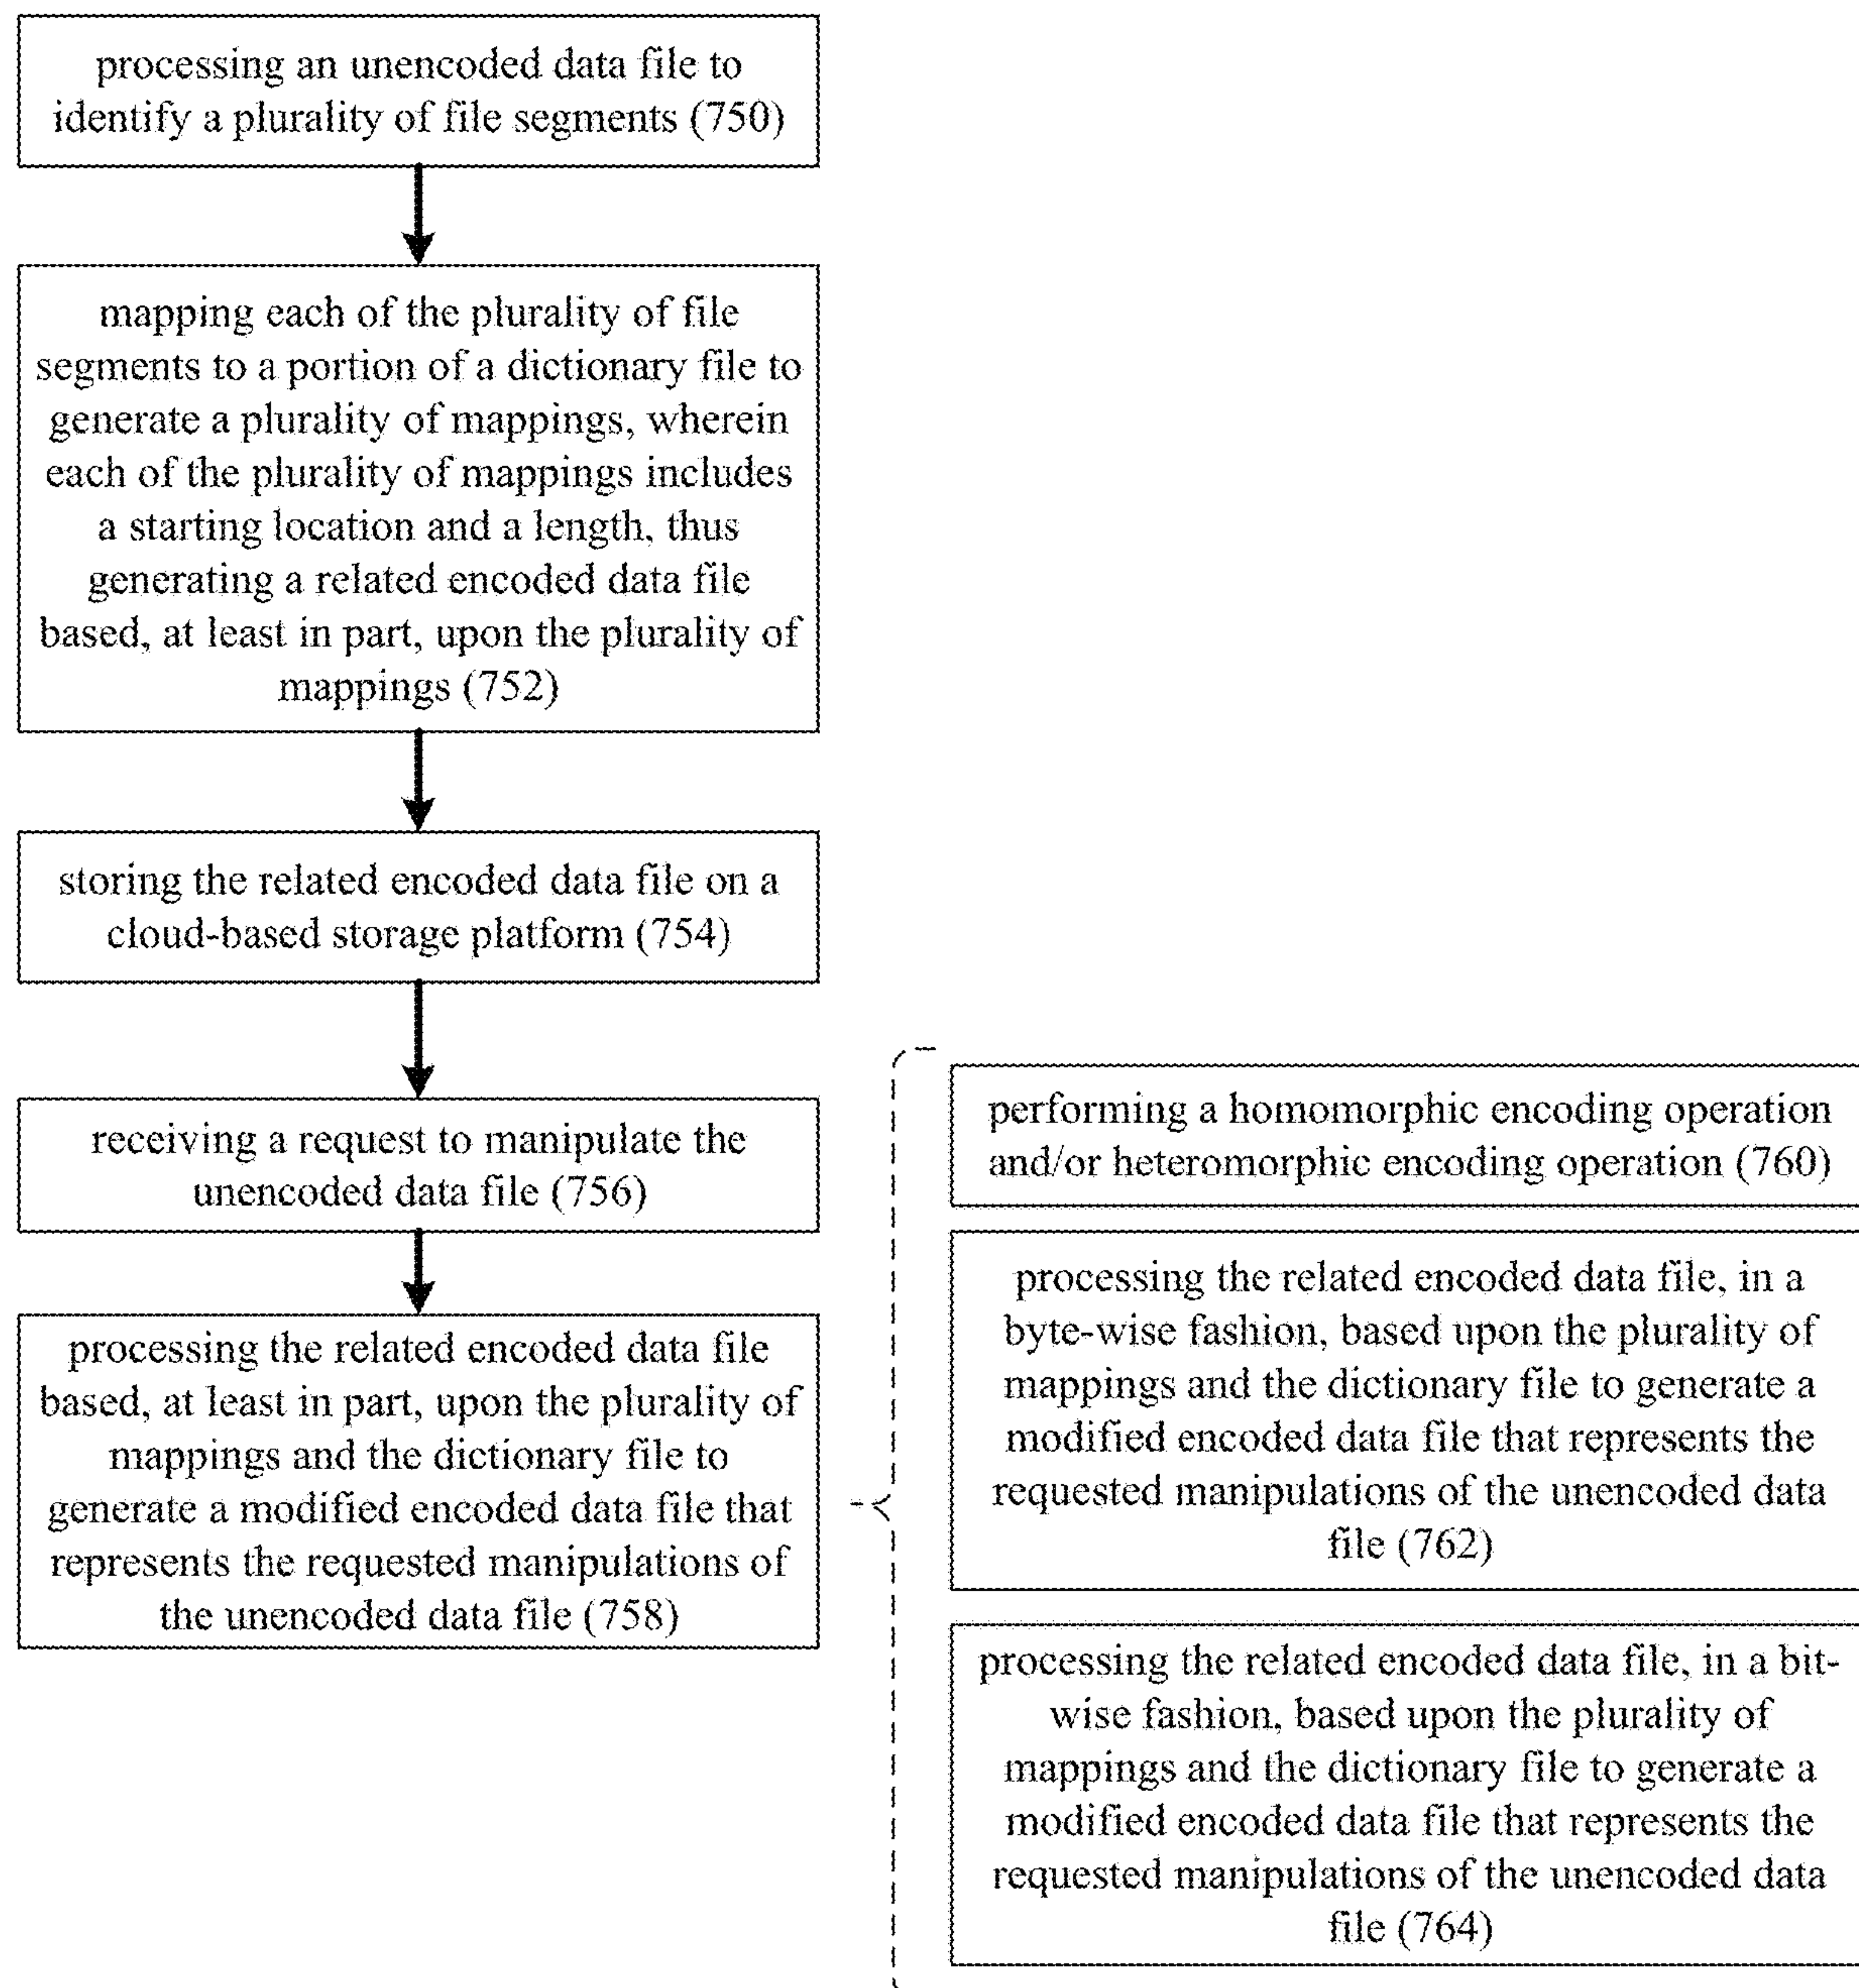 processing an unencoded data file to
identify a plurality of file segments (750)
mapping each of the plurality of file
segments to a portion of a dictionary file to
generate a plurality of mappings, wherein
each of the plurality of mappings includes
a starting location and a length, thus
generating a related encoded data file
based, at least in part, upon the plurality of
mappings (752)
storing the related encoded data file on a
cloud-based storage platform (754)
receiving a request to manipulate the
unencoded data file (756)
processing the related encoded data file
based, at least in part, upon the plurality of
mappings and the dictionary file to
generate a modified encoded data file that
represents the requested manipulations of
the unencoded data file (758)
performing a homomorphic encoding operation
and/or heteromorphic encoding operation (760)
processing the related encoded data file, in a
byte-wise fashion, based upon the plurality of
mappings and the dictionary file to generate a
modified encoded data file that represents the
requested manipulations of the unencoded data
file (762)
processing the related encoded data file, in a bit-
wise fashion, based upon the plurality of
mappings and the dictionary file to generate a
modified encoded data file that represents the
requested manipulations of the unencoded data
file (764)